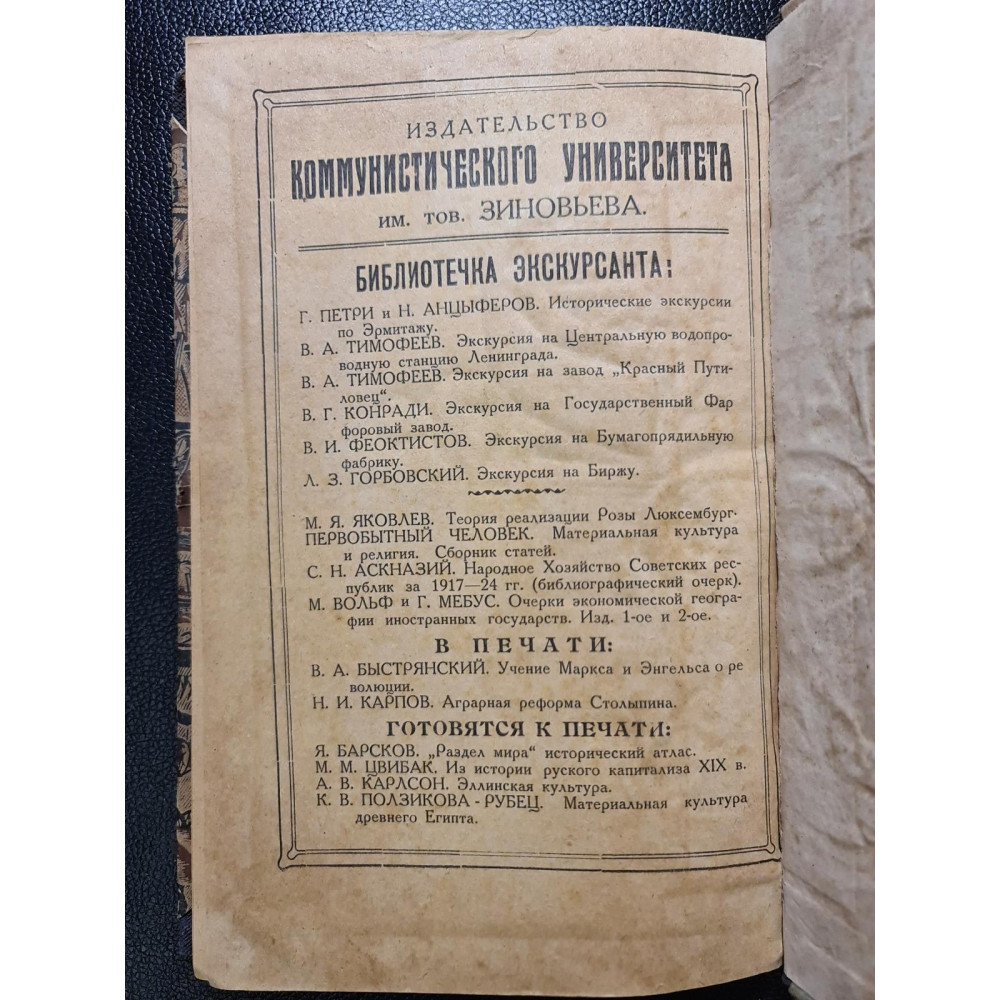 ИЗДАТЕЛЬСТВО
КОММУНИСТИЧЕСКОГО УНИВЕРСИТЕТА
им. тов. ЗИНОВЬЕВА.
БИБЛИОТЕЧКА ЭКСКУРСАНТА:
Г. ПЕТРИ и Н. АНЦЫФЕРОВ. Исторические экскурсии
по Эрмитажу.
В. А. ТИМОФЕЕВ. Экскурсия на Центральную водопро-
водную станцию Ленинграда.
В. А. ТИМОФЕЕВ. Экскурсия на завод „Красный Пути-
ловец“.
В. Г. КОНРАДИ. Экскурсия на Государственный Фар
форовый завод.
В. И. ФЕОКТИСТОВ. Экскурсия на Бумагопрядильную
фабрику.
Л. З. ГОРБОВСКИЙ. Экскурсия на Биржу.
М. Я. ЯКОВЛЕВ. Теория реализации Розы Люксембург.
ПЕРВОБЫТНЫЙ ЧЕЛОВЕК. Материальная культура
и религия. Сборник статей.
С. Н. АСКНАЗИЙ. Народное Хозяйство Советских рес-
публик за 1917—24 гг. (библиографический очерк).
М. ВОЛЬФ и Г. МЕБУС. Очерки экономической геогра-
фии иностранных государств. Изд. 1-ое и 2-ое.
В ПЕЧАТИ:
В. А. БЫСТРЯНСКИЙ. Учение Маркса и Энгельса о ре
волюции.
Н. И. КАРПОВ. Аграрная реформа Столыпина.
ГОТОВЯТСЯ К ПЕЧАТИ:
Я. БАРСКОВ. „Раздел мира“ исторический атлас.
М. М. ЦВИБАК. Из истории руского капитализа XIX в.
А. В. КАРЛСОН. Эллинская культура.
К. В. ПОЛЗИКОВА-РУБЕЦ. Материальная культура
древнего Египта.